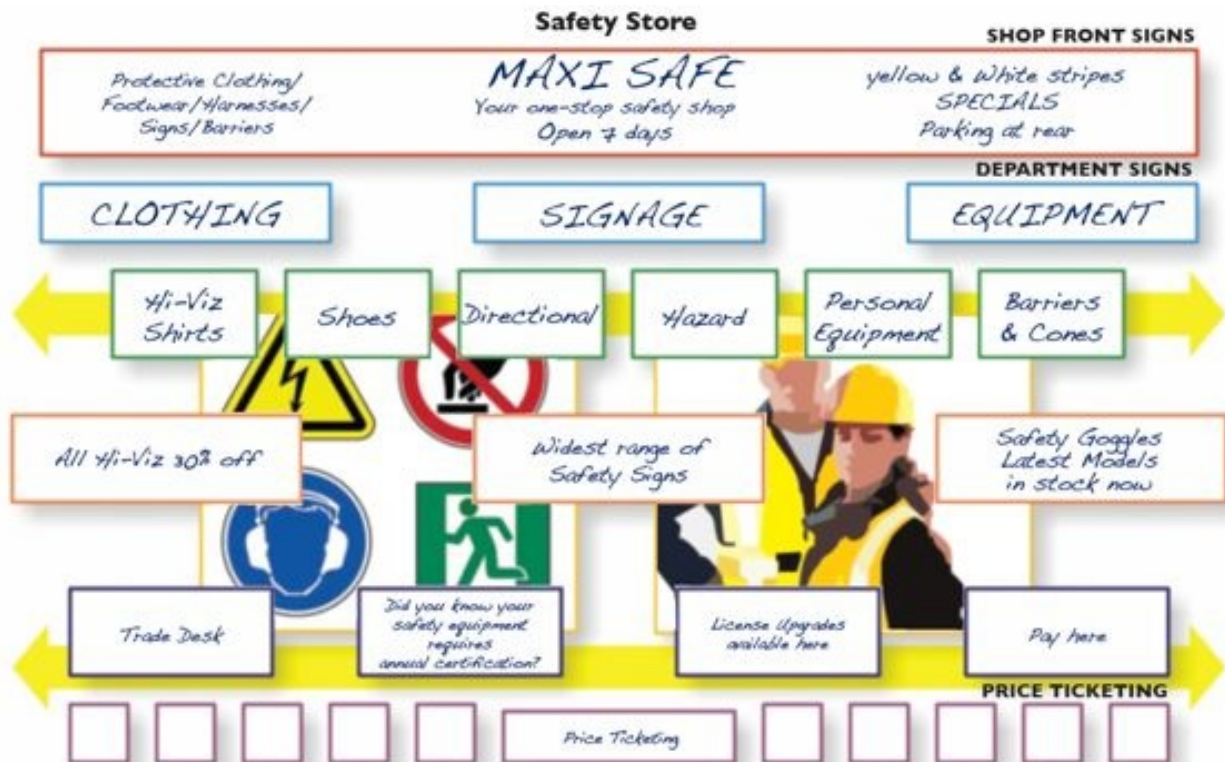 Safety Store
SHOP FRONT SIGNS
Protective Clothing/
Footwear/Harnesses/
Signs/Barriers
MAXI SAFE
Your one-stop safety shop
Open 7 days
yellow & White stripes
SPECIALS
Parking at rear
DEPARTMENT SIGNS
CLOTHING
SIGNAGE
EQUIPMENT
Hi-Viz
Shirts
Shoes
Directional
Hazard
Personal
Equipment
Barriers
& Cones
All Hi-Viz 30% off
Widest range of
Safety Signs
Safety Goggles
Latest Models
in stock now
Trade Desk
Did you know your
safety equipment
requires
annual certification?
License Upgrades
available here
Pay here
PRICE TICKETING
Price Ticketing